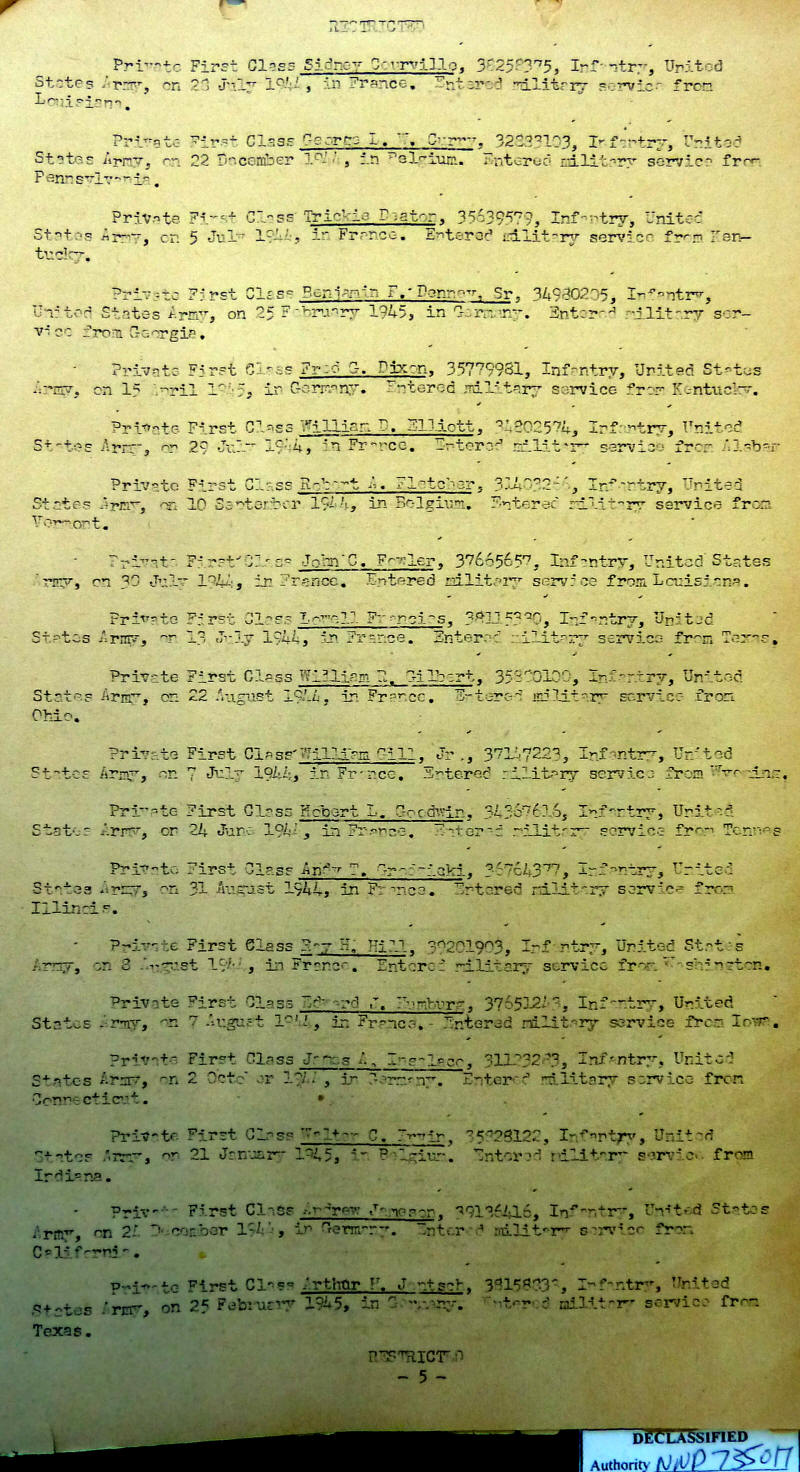 RESTRICTED
Private First Class Sidney Courville, 38258375, Infantry, United
States Army, on 23 July 1944, in France. Entered military service from
Louisiana.
Private First Class George L. Curry, 32833103, Infantry, United
States Army, on 22 December 1944, in Belgium. Entered military service from
Pennsylvania.
Private First Class Trickie Deator, 35639579, Infantry, United
States Army, on 5 July 1944, in France. Entered military service from Ken-
tucky.
Private First Class Benjamin F. Denney, Sr, 34980205, Infantry,
United States Army, on 25 February 1945, in Germany. Entered military ser-
vice from Georgia.
Private First Class Fred G. Dixon, 35779981, Infantry, United States
Army, on 15 April 1945, in Germany. Entered military service from Kentucky.
Private First Class William D. Elliott, 34802574, Infantry, United
States Army, on 29 July 1944, in France. Entered military service from Alabam
Private First Class Robert A. Fletcher, Infantry, United
States Army, on 10 September 1944, in Belgium. Entered military service from
Vermont.
Private First Class John C. Fowler, 37665657, Infantry, United States
Army, on 30 July 1944, in France. Entered military service from Louisiana.
Private First Class Lowell Francies, 38115330, Infantry, United
States Army, on 13 July 1944, in France. Entered military service from Texas.
Private First Class William R. Gilbert, Infantry, United
States Army, on 22 August 1944, in France. Entered military service from
Ohio.
Private First Class William Gill, Jr., 37147223, Infantry, United
States Army, on 7 July 1944, in France. Entered military service from Wyoming.
Private First Class Robert L. Goodwin, 34367616, Infantry, United
States Army, on 24 June 1944, in France. Entered military service from Tennes
Private First Class Andy T. 36764377, Infantry, United
States Army, on 31 August 1944, in France. Entered military service from
Illinois.
Private First Class Roy H. Hill, 39201903, Infantry, United States
Army, on 8 August 1944, in France. Entered military service from Washington.
Private First Class Edward J. Infantry, United
States Army, on 7 August 1944, in France. Entered military service from Iowa.
Private First Class James A. Infantry, United
States Army, on 2 October 1944, in Germany. Entered military service from
Connecticut.
Private First Class Walter C. Irwin, Infantry, United
States Army, on 21 January 1945, in Belgium. Entered military service from
Indiana.
Private First Class Andrew Jameson, 39136416, Infantry, United States
Army, on December 1944, in Germany. Entered military service from
California.
Private First Class Arthur Infantry, United
States Army, on 25 February 1945, in Germany. Entered military service from
Texas.
RESTRICTED
- 5 -
DECLASSIFIED
Authority NND 735017